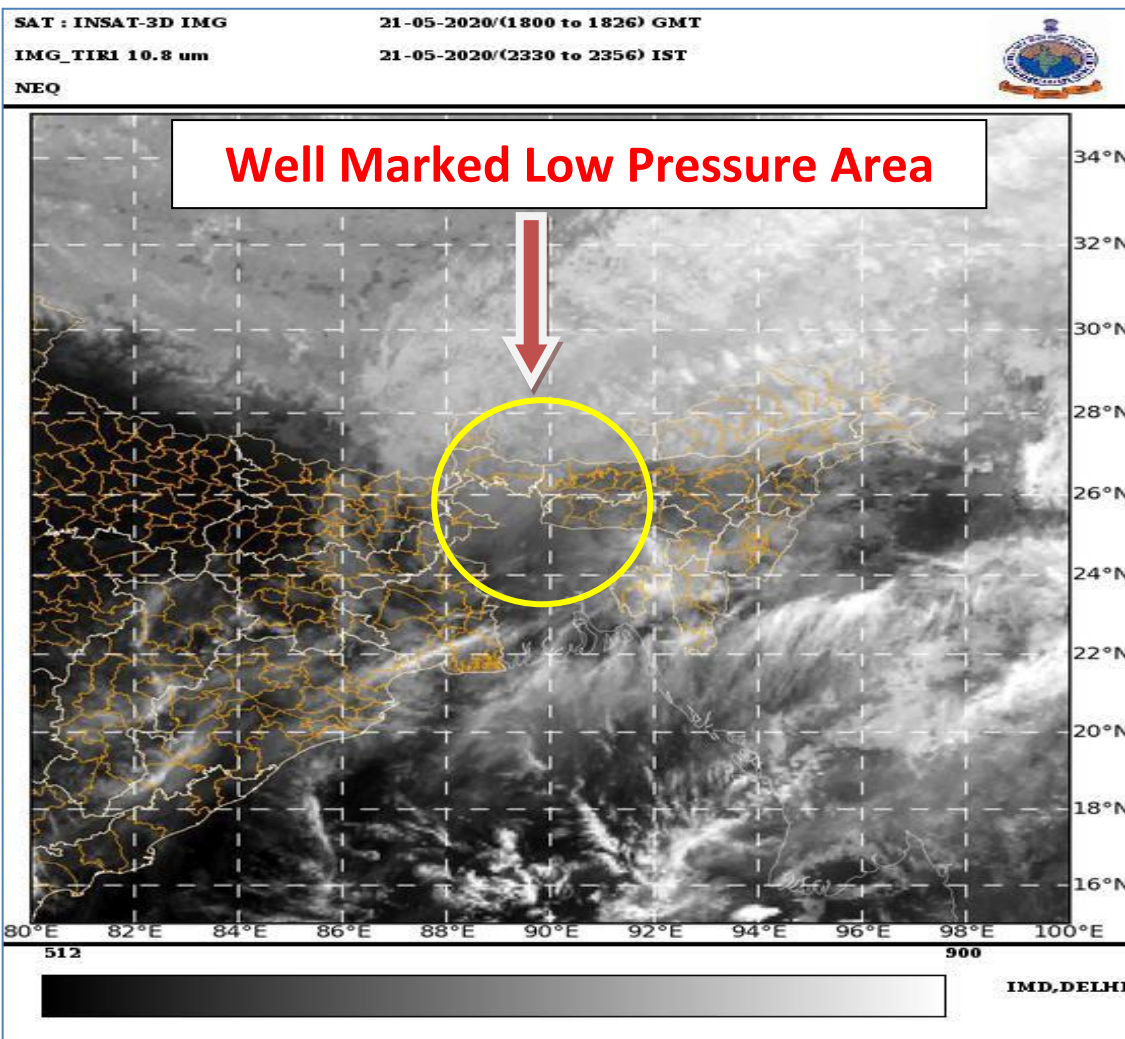 SAT : INSAT-3D IMG
21-05-2020/(1800 to 1826) GMT
IMG_TIR1 10.8 um
21-05-2020/(2330 to 2356) IST
NEQ
Well Marked Low Pressure Area
34°N
32°N
30°N
28°N
26°N
24°N
22°N
20°N
18°N
16°N
80°E 82°E 84°E 86°E 88°E 90°E 92°E 94°E 96°E 98°E 100°E
512 900
IMD,DELHI